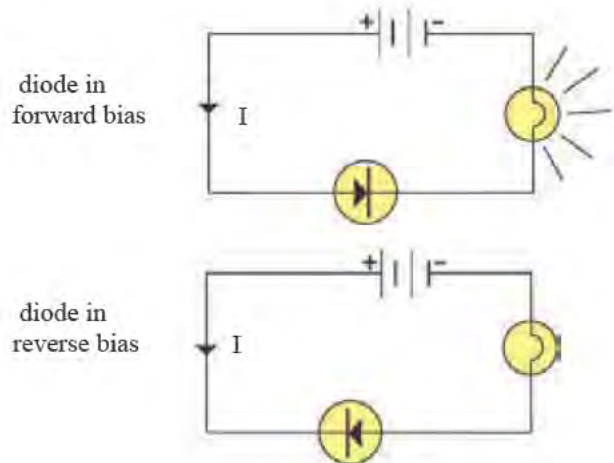 + -
diode in
forward bias
I
+ -
diode in
reverse bias
I